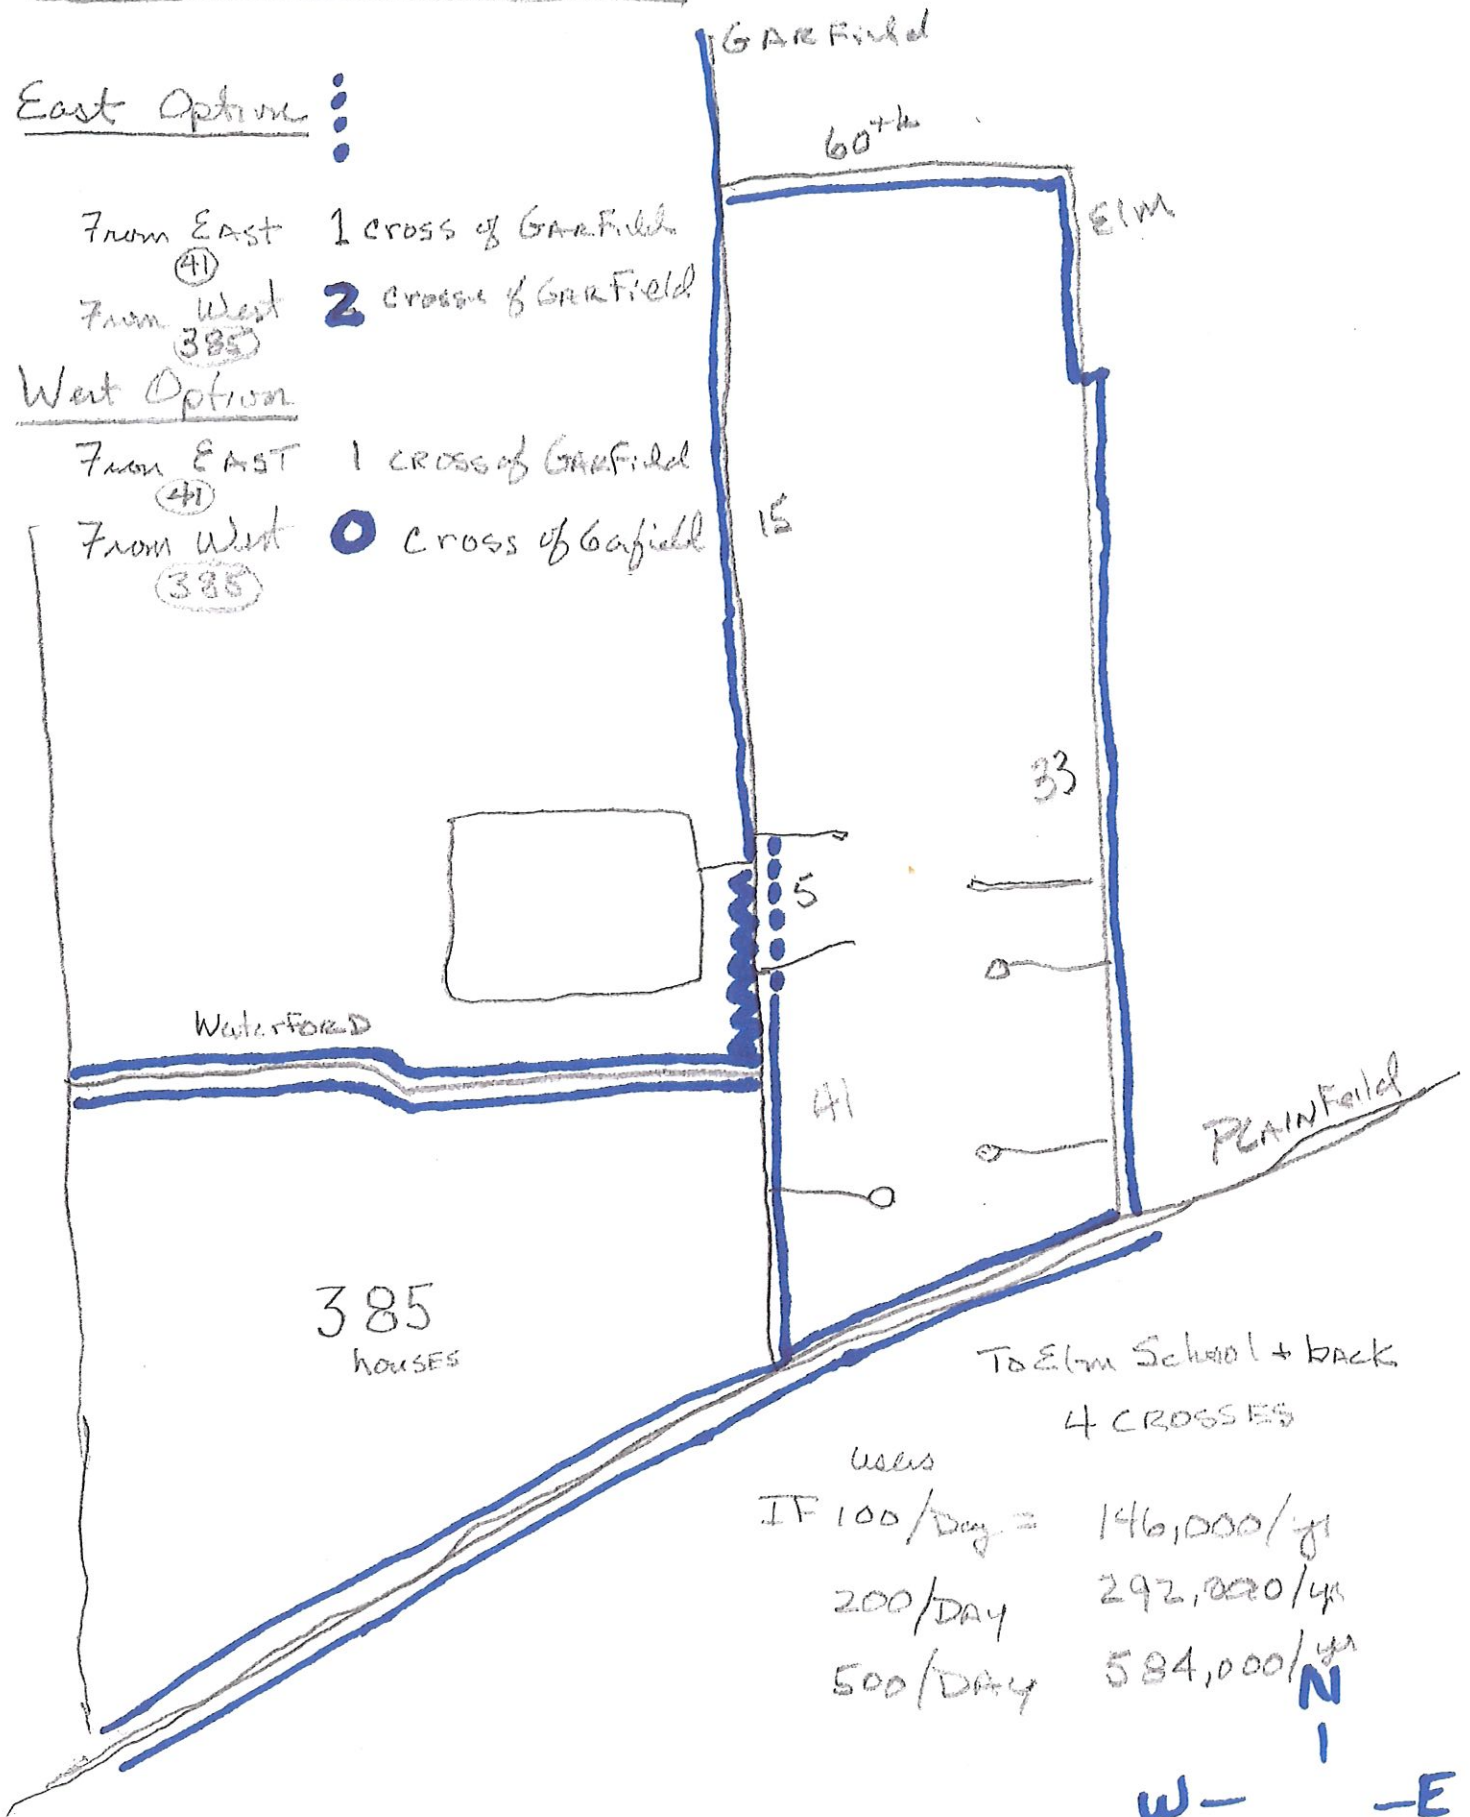 GARField
East Option
60th
Elm
From EAST 1 cross of GARField
41
From West 2 crosses of GARField
385
West Option
From EAST 1 CROSS of GARField
41
From West 0 Cross of Gafield
385
15
33
5
WaterFORD
41
PLAINFeild
385
houses
To Elm School + back
4 CROSSES
users
IF 100/Day = 146,000/yr
200/DAY 292,000/yr
500/DAY 584,000/yr
N
W — — E